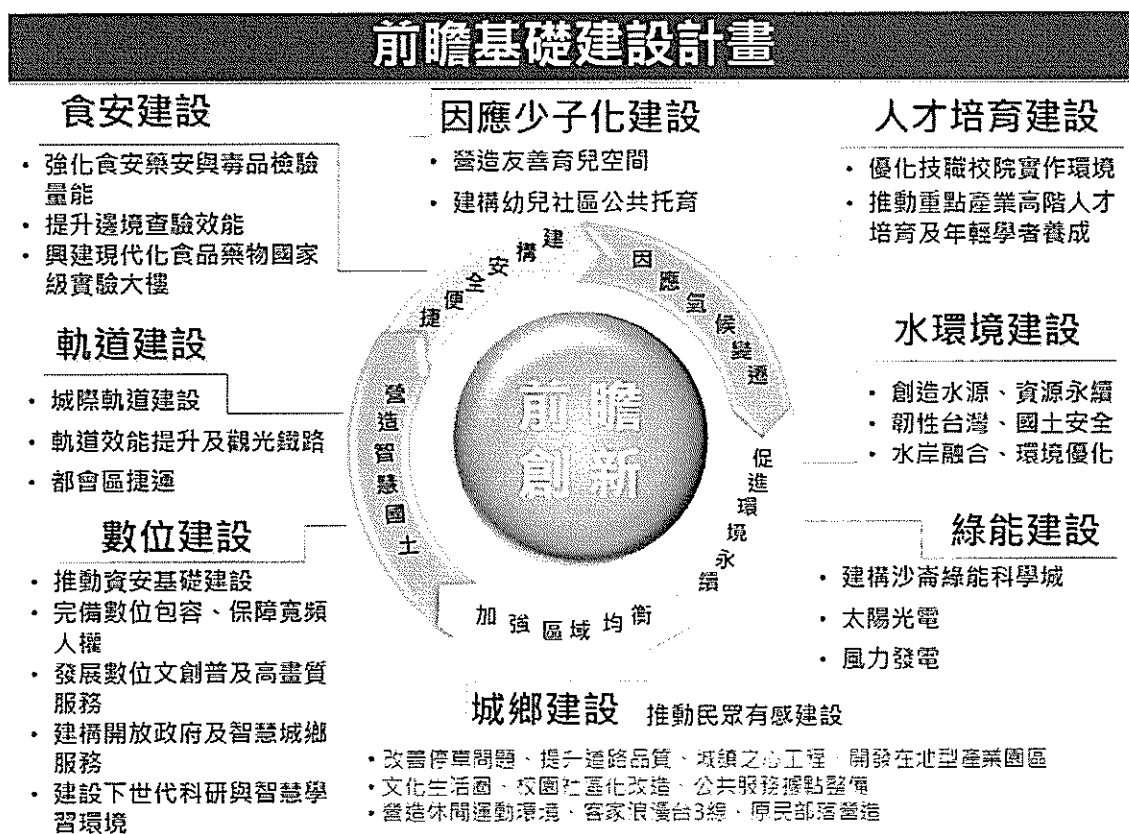 前瞻基礎建設計畫
食安建設
・強化食安藥安與毒品檢驗
量能
・提升邊境查驗效能
・興建現代化食品藥物國家
級實驗大樓
因應少子化建設
・營造友善育兒空間
・建構幼兒社區公共托育
人才培育建設
・優化技職校院實作環境
・推動重點產業高階人才
培育及年輕學者養成
軌道建設
・城際軌道建設
・軌道效能提升及觀光鐵路
・都會區捷運
水環境建設
・創造水源、資源永續
・韌性台灣、國土安全
・水岸融合、環境優化
數位建設
・推動資安基礎建設
・完備數位包容、保障寬頻
人權
・發展數位文創普及高畫質
服務
・建構開放政府及智慧城鄉
服務
・建設下世代科研與智慧學
習環境
綠能建設
・建構沙崙綠能科學城
・太陽光電
・風力發電
建構安全便捷
因應氣候變遷
促進環境永續
加強區域均衡
營造智慧國土
前瞻
創新
城鄉建設 推動民眾有感建設
・改善停車問題、提升道路品質、城鎮之心工程、開發在地型產業園區
・文化生活圈、校園社區化改造、公共服務據點整備
・營造休閒運動環境、客家浪漫台3線、原民部落營造